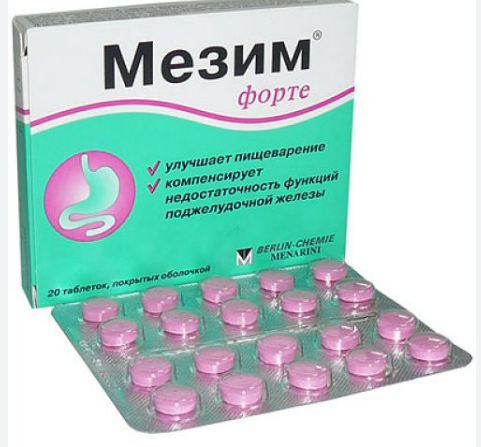 Мезим®
форте
улучшает пищеварение
компенсирует
недостаточность функций
поджелудочной железы
BERLIN-CHEMIE
MENARINI
20 таблеток, покрытых оболочкой